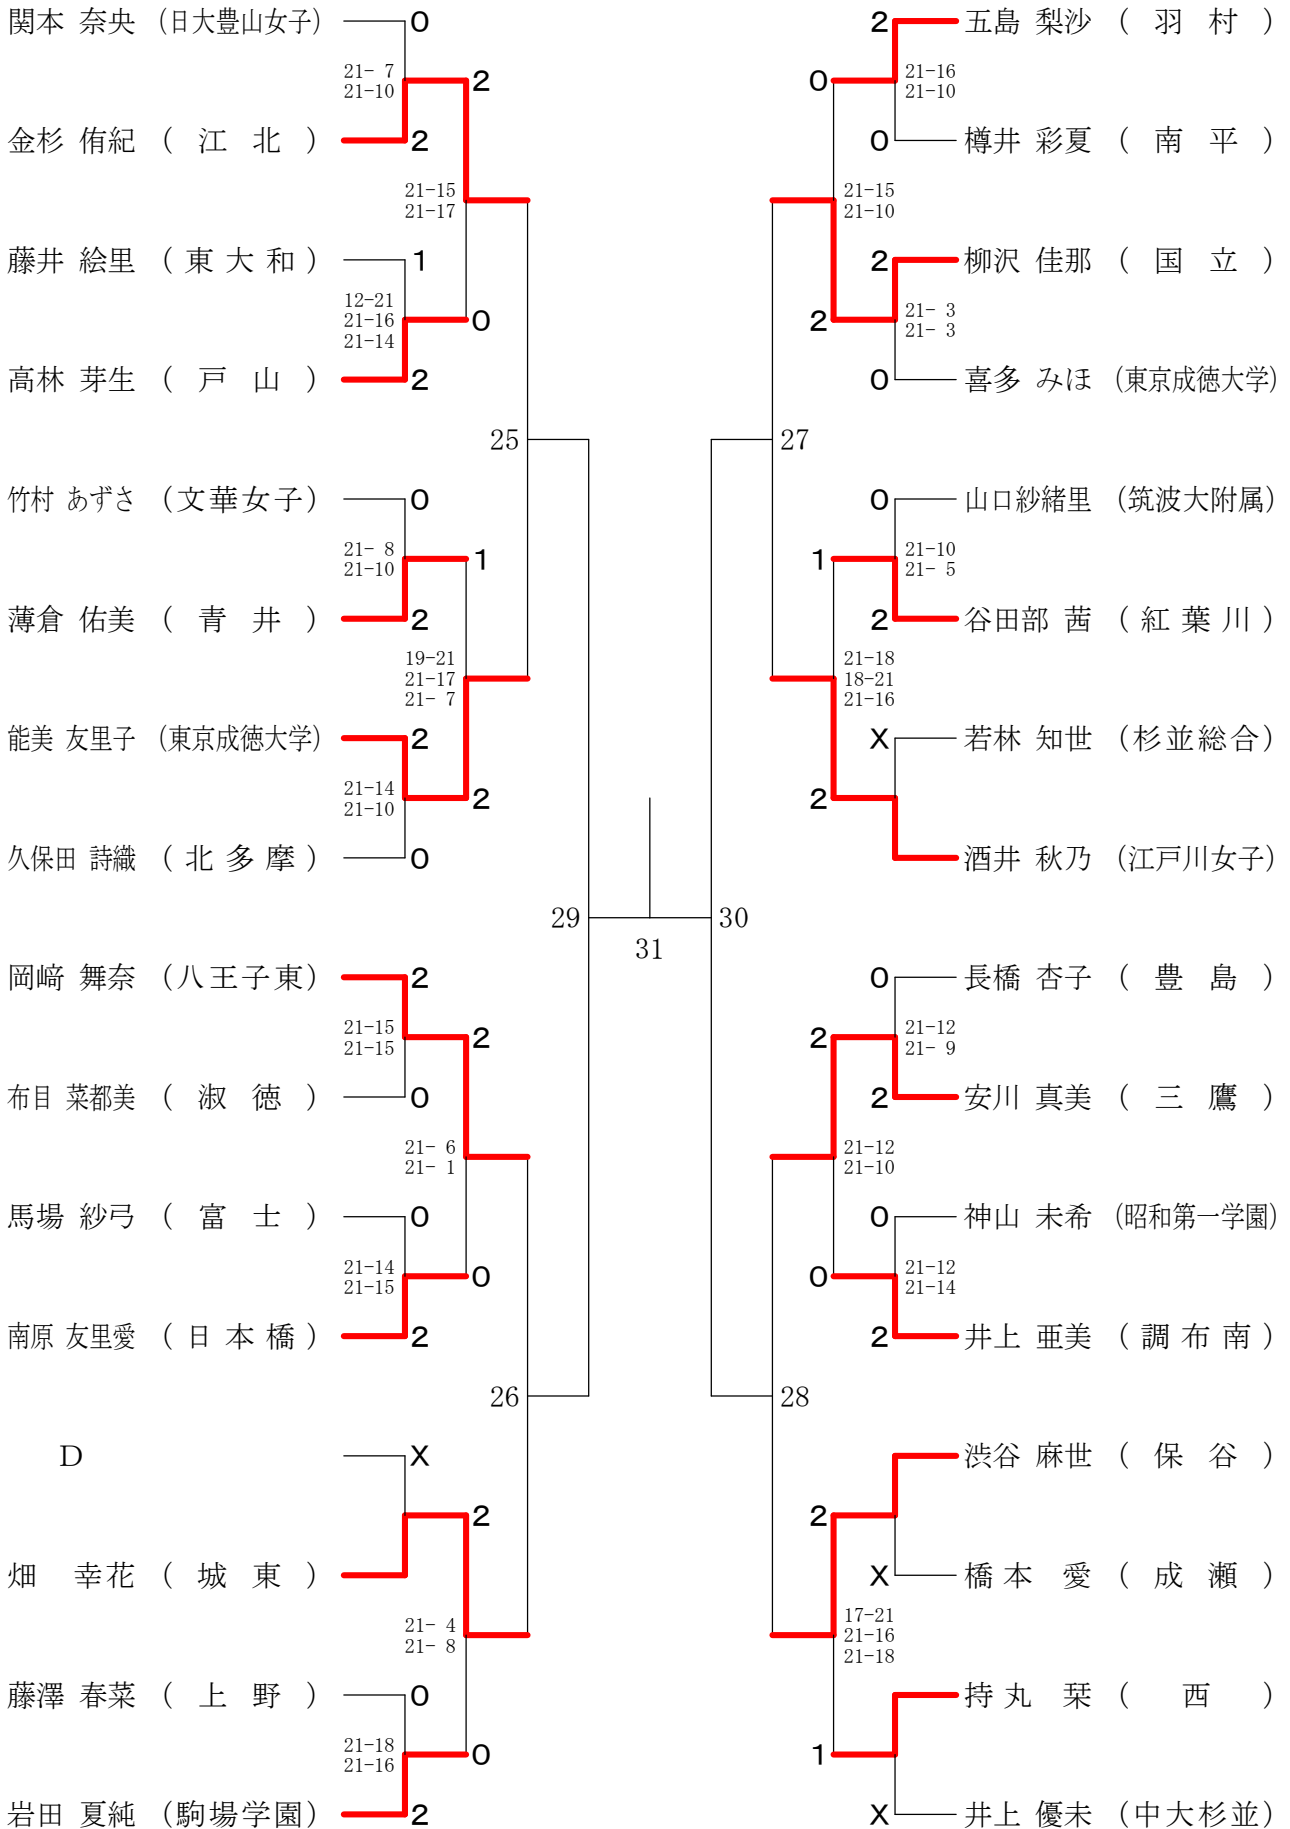 関本 奈央 (日大豊山女子) 0
21- 7
21-10
2
金杉 侑紀 ( 江 北 ) 2
21-15
21-17
藤井 絵里 ( 東 大 和 ) 1
12-21
21-16
21-14
0
高林 芽生 ( 戸 山 ) 2
25
竹村 あずさ (文華女子) 0
21- 8
21-10
1
薄倉 佑美 ( 青 井 ) 2
19-21
21-17
21- 7
能美 友里子 (東京成徳大学) 2
21-14
21-10
2
久保田 詩織 ( 北 多 摩 ) 0
29
31
岡﨑 舞奈 (八王子東) 2
21-15
21-15
2
布目 菜都美 ( 淑 徳 ) 0
21- 6
21- 1
馬場 紗弓 ( 富 士 ) 0
21-14
21-15
0
南原 友里愛 ( 日 本 橋 ) 2
26
D X
2
畑 幸花 ( 城 東 )
21- 4
21- 8
藤澤 春菜 ( 上 野 ) 0
21-18
21-16
0
岩田 夏純 (駒場学園) 2
2 五島 梨沙 ( 羽 村 )
0
21-16
21-10
0 樽井 彩夏 ( 南 平 )
21-15
21-10
2 柳沢 佳那 ( 国 立 )
2
21- 3
21- 3
0 喜多 みほ (東京成徳大学)
27
0 山口紗緒里 (筑波大附属)
1
21-10
21- 5
2 谷田部 茜 ( 紅 葉 川 )
21-18
18-21
21-16
X 若林 知世 (杉並総合)
2
酒井 秋乃 (江戸川女子)
30
0 長橋 杏子 ( 豊 島 )
2
21-12
21- 9
2 安川 真美 ( 三 鷹 )
21-12
21-10
0 神山 未希 (昭和第一学園)
0
21-12
21-14
2 井上 亜美 ( 調 布 南 )
28
渋谷 麻世 ( 保 谷 )
2
X 橋本 愛 ( 成 瀬 )
17-21
21-16
21-18
持丸 栞 ( 西 )
1
X 井上 優未 (中大杉並)